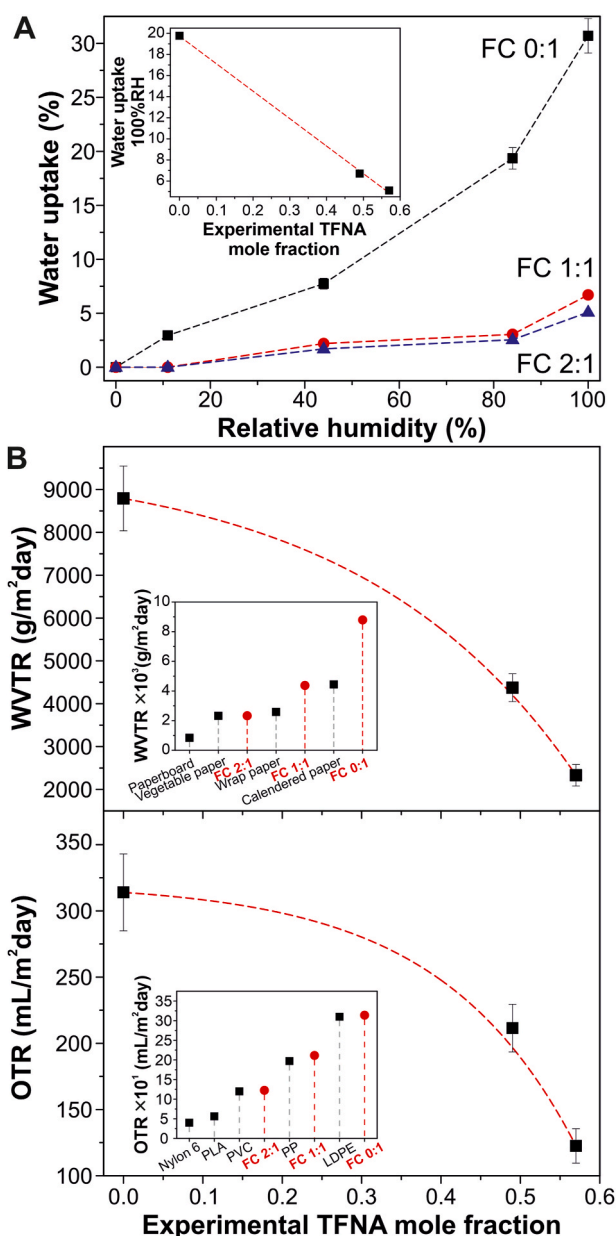 A
Water uptake (%)
30
25
20
15
10
5
0
0
20
40
60
80
100
Relative humidity (%)
FC 0:1
FC 1:1
FC 2:1
Water uptake
100%RH
20
18
16
14
12
10
8
6
0.0
0.1
0.2
0.3
0.4
0.5
0.6
Experimental TFNA
mole fraction
B
WVTR (g/m²day)
9000
8000
7000
6000
5000
4000
3000
2000
WVTR ×10³(g/m²day)
10
8
6
4
2
0
Paperboard
Vegetable paper
FC 2:1
Wrap paper
FC 1:1
Calendered paper
FC 0:1
OTR (mL/m²day)
350
300
250
200
150
100
OTR ×10¹ (mL/m²day)
35
30
25
20
15
10
5
0
Nylon 6
PLA
PVC
FC 2:1
PP
FC 1:1
LDPE
FC 0:1
0.0
0.1
0.2
0.3
0.4
0.5
0.6
Experimental TFNA mole fraction